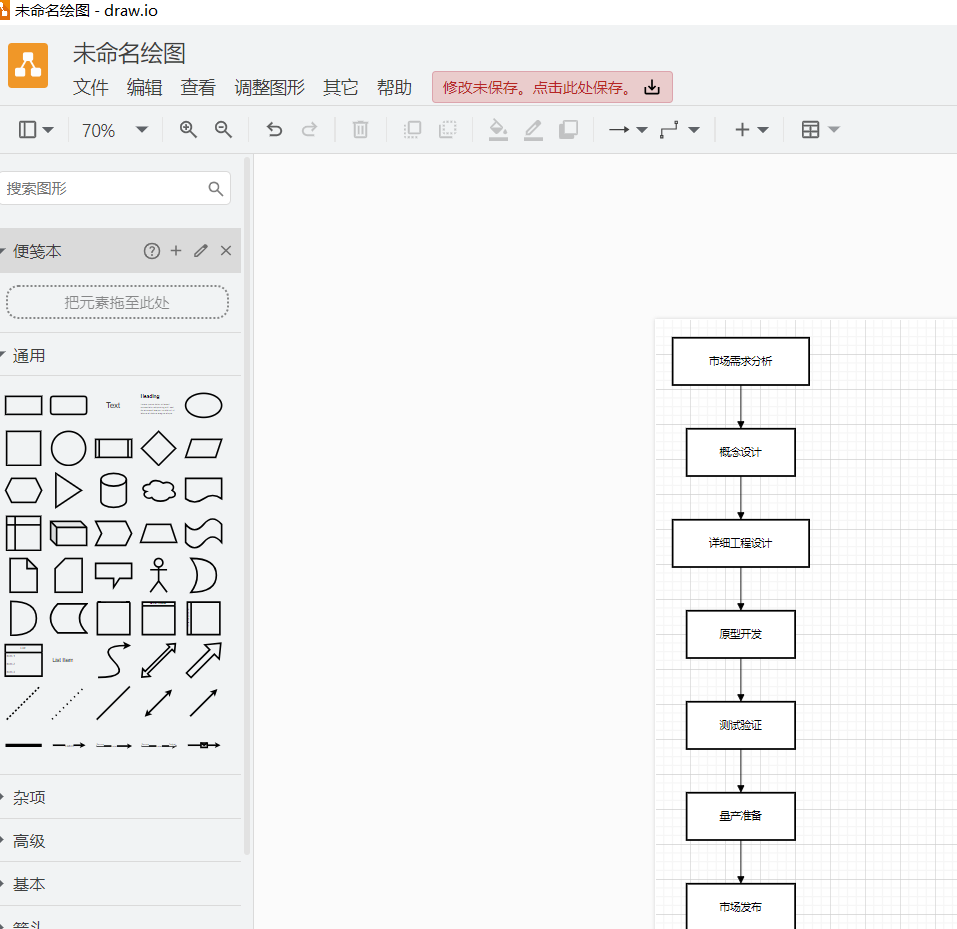 未命名绘图 - draw.io
未命名绘图
文件 编辑 查看 调整图形 其它 帮助
修改未保存。点击此处保存。
70%
搜索图形
便笺本
把元素拖至此处
通用
Text
Heading
List Item
杂项
高级
基本
箭头
市场需求分析
概念设计
详细工程设计
原型开发
测试验证
量产准备
市场发布